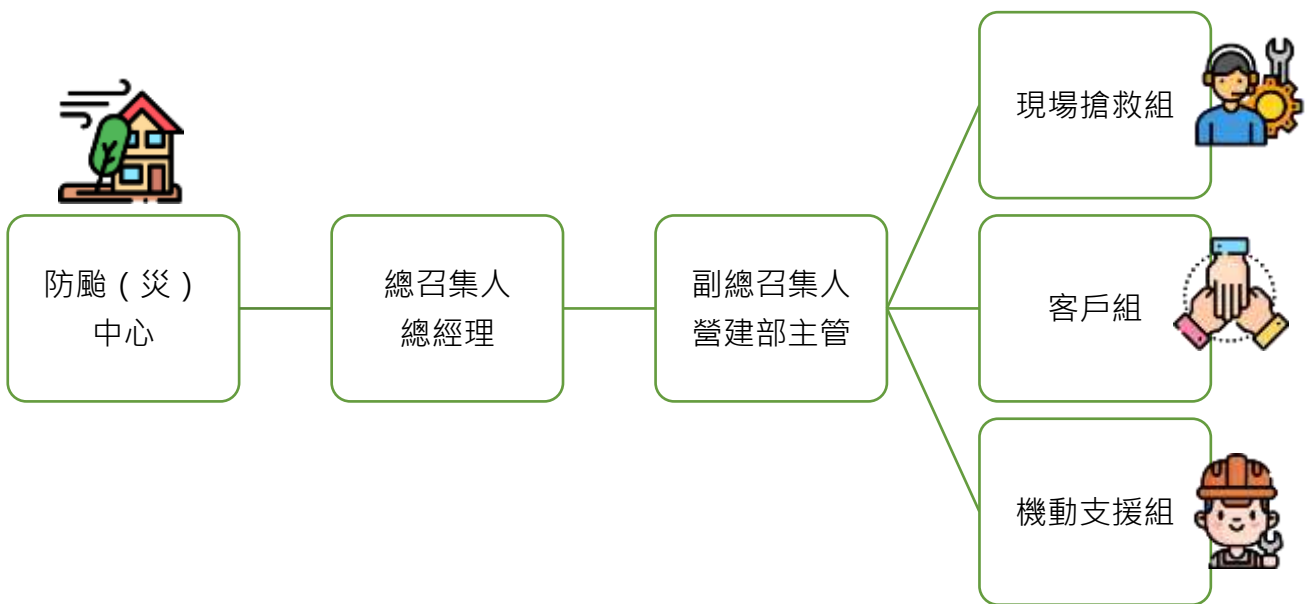 防颱（災）
中心
總召集人
總經理
副總召集人
營建部主管
現場搶救組
客戶組
機動支援組